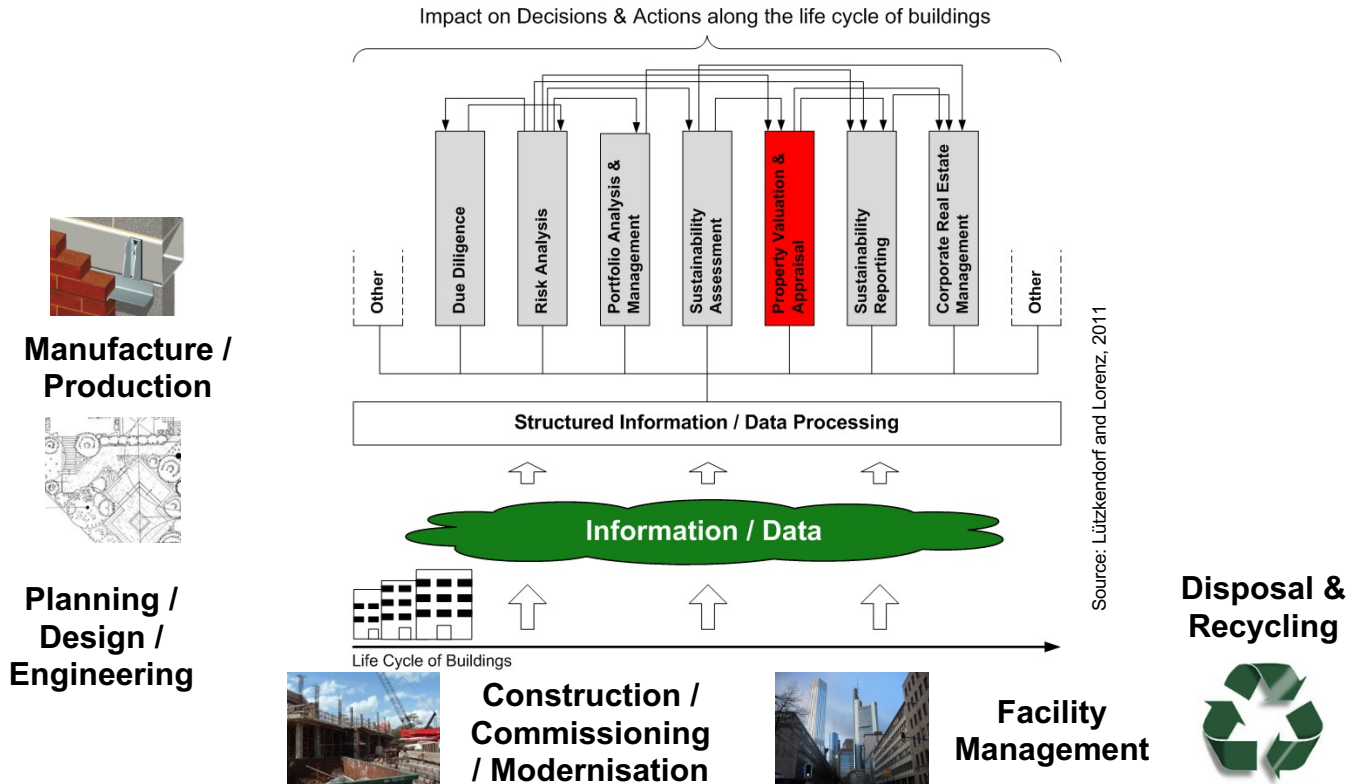 Impact on Decisions & Actions along the life cycle of buildings
Other
Due Diligence
Risk Analysis
Portfolio Analysis &
Management
Sustainability
Assessment
Property Valuation &
Appraisal
Sustainability
Reporting
Corporate Real Estate
Management
Other
Structured Information / Data Processing
Information / Data
Life Cycle of Buildings
Source: Lützkendorf and Lorenz, 2011
Manufacture /
Production
Planning /
Design /
Engineering
Construction /
Commissioning
/ Modernisation
Facility
Management
Disposal &
Recycling